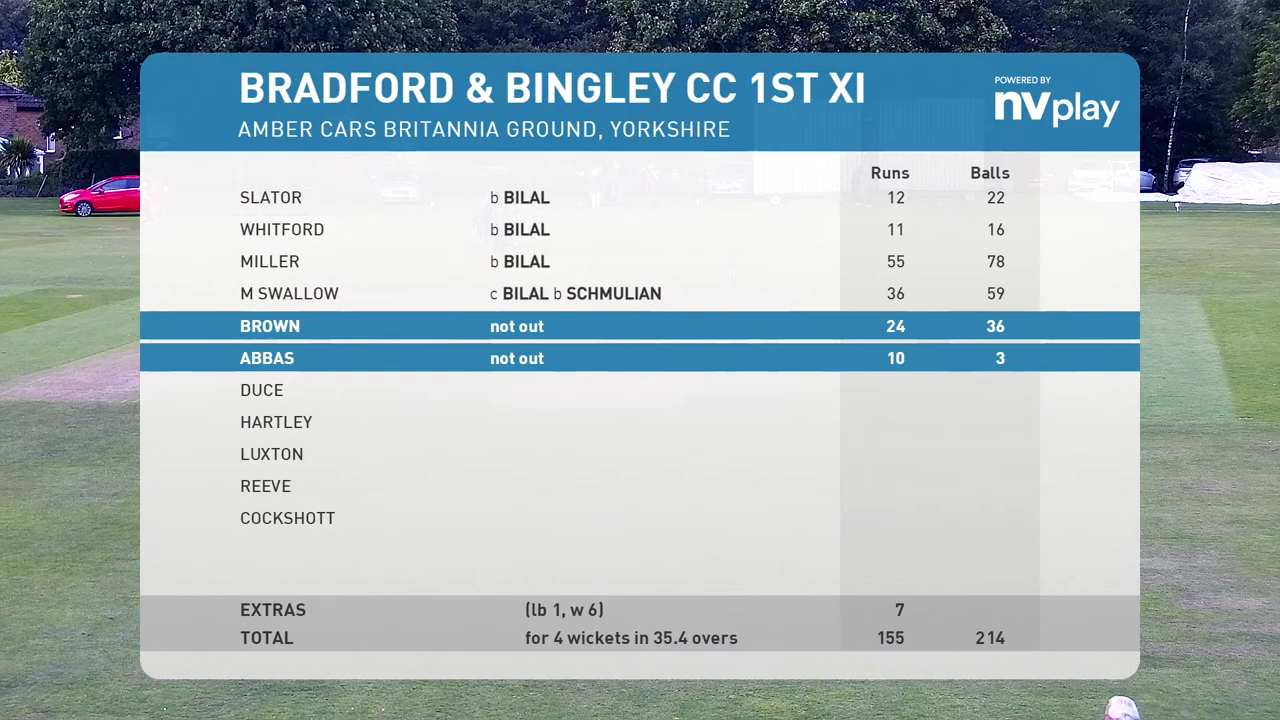 BRADFORD & BINGLEY CC 1ST XI
AMBER CARS BRITANNIA GROUND, YORKSHIRE
POWERED BY
nvplay
Runs Balls
SLATOR b BILAL 12 22
WHITFORD b BILAL 11 16
MILLER b BILAL 55 78
M SWALLOW c BILAL b SCHMULIAN 36 59
BROWN not out 24 36
ABBAS not out 10 3
DUCE
HARTLEY
LUXTON
REEVE
COCKSHOTT
EXTRAS (lb 1, w 6) 7
TOTAL for 4 wickets in 35.4 overs 155 214